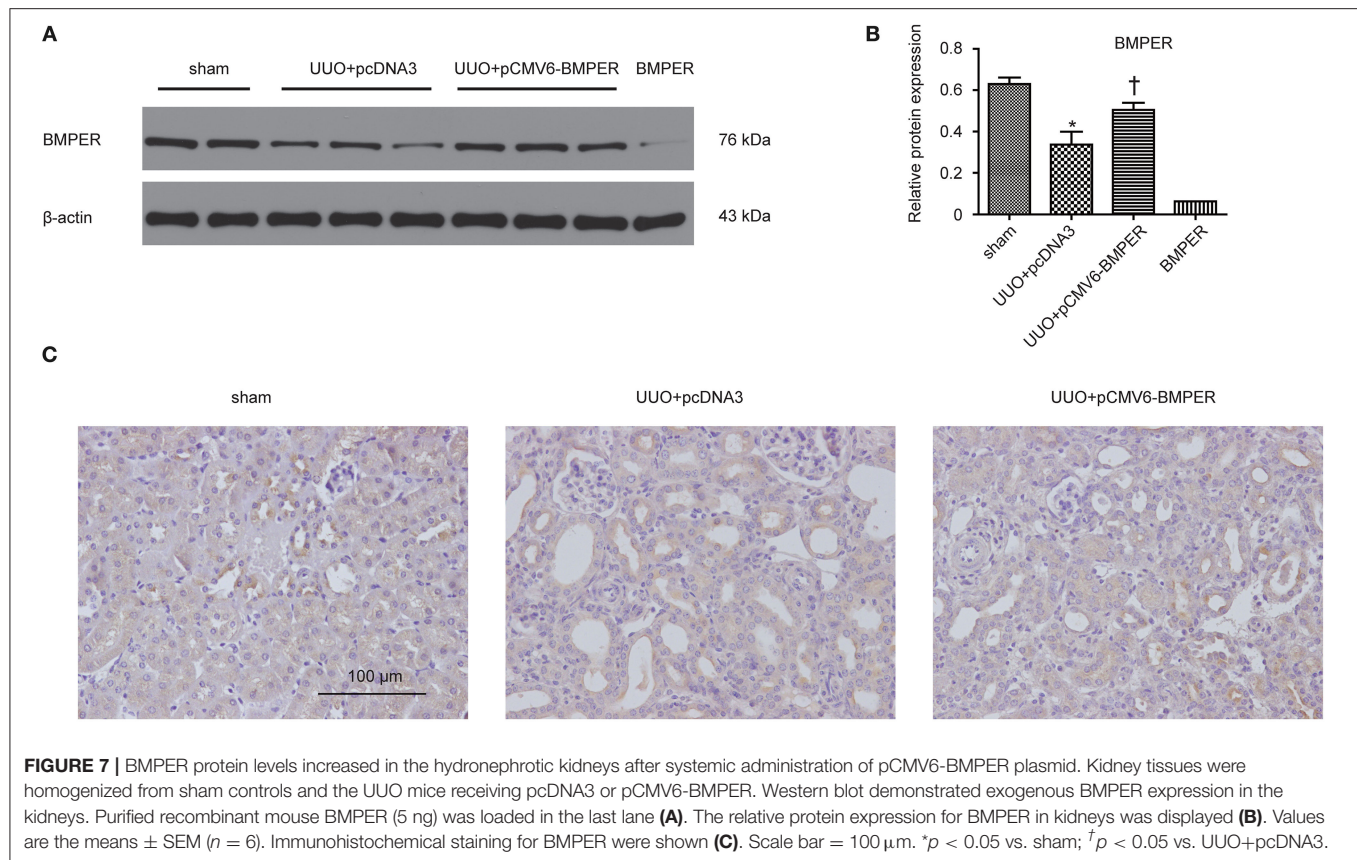 A
sham UUO+pcDNA3 UUO+pCMV6-BMPER BMPER
BMPER 76 kDa
β-actin 43 kDa
B
BMPER
Relative protein expression
0.8
0.6
0.4
0.2
0
*
†
sham
UUO+pcDNA3
UUO+pCMV6-BMPER
BMPER
C
sham UUO+pcDNA3 UUO+pCMV6-BMPER
100 μm
FIGURE 7 | BMPER protein levels increased in the hydronephrotic kidneys after systemic administration of pCMV6-BMPER plasmid. Kidney tissues were
homogenized from sham controls and the UUO mice receiving pcDNA3 or pCMV6-BMPER. Western blot demonstrated exogenous BMPER expression in the
kidneys. Purified recombinant mouse BMPER (5 ng) was loaded in the last lane (A). The relative protein expression for BMPER in kidneys was displayed (B). Values
are the means ± SEM (n = 6). Immunohistochemical staining for BMPER were shown (C). Scale bar = 100 μm. *p < 0.05 vs. sham; †p < 0.05 vs. UUO+pcDNA3.